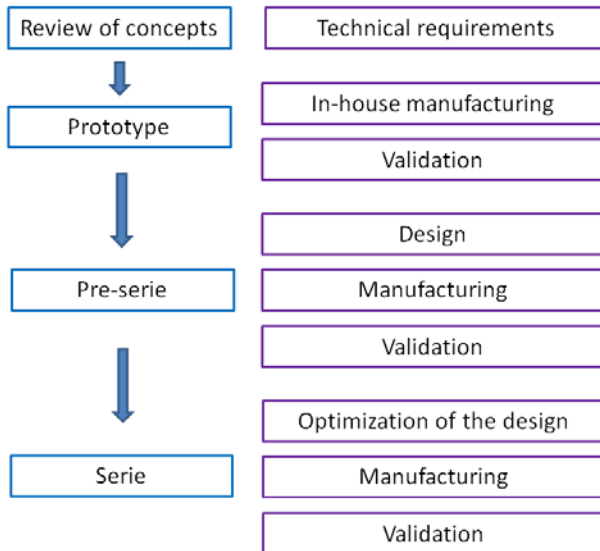 Review of concepts
Technical requirements
Prototype
In-house manufacturing
Validation
Pre-serie
Design
Manufacturing
Validation
Serie
Optimization of the design
Manufacturing
Validation